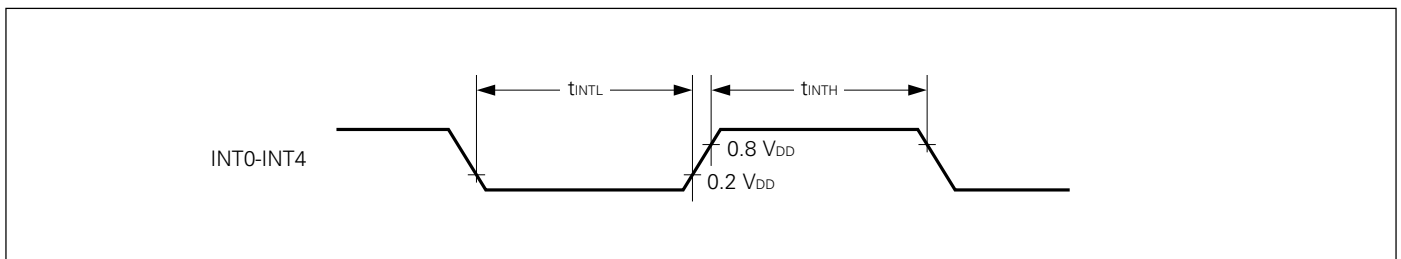 tINTL
tINTH
INT0-INT4
0.8 VDD
0.2 VDD